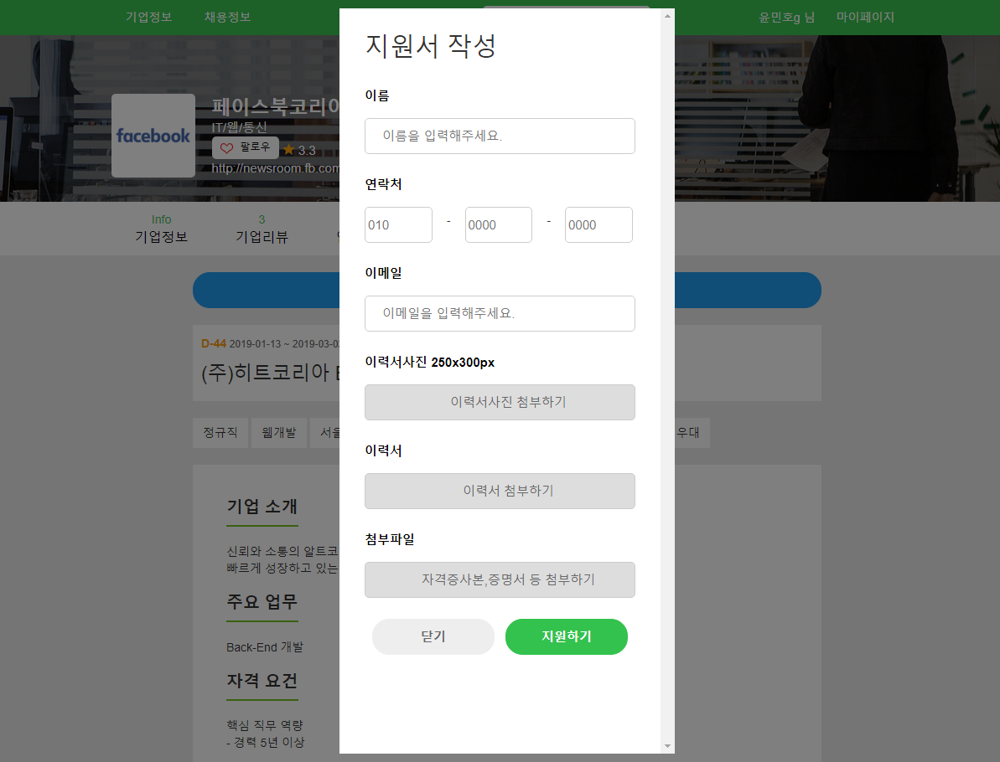 기업정보 채용정보 윤민호g 님 마이페이지
지원서 작성
이름
이름을 입력해주세요.
연락처
010 - 0000 - 0000
이메일
이메일을 입력해주세요.
이력서사진 250x300px
이력서사진 첨부하기
이력서
이력서 첨부하기
첨부파일
자격증사본,증명서 등 첨부하기
닫기 지원하기
facebook
페이스북코리아
IT/웹/통신
팔로우 3.3
http://newsroom.fb.com
Info
기업정보
3
기업리뷰
D-44 2019-01-13 ~ 2019-03-0
(주)히트코리아
정규직 웹개발 서울 우대
기업 소개
신뢰와 소통의 알트코
빠르게 성장하고 있는
주요 업무
Back-End 개발
자격 요건
핵심 직무 역량
- 경력 5년 이상